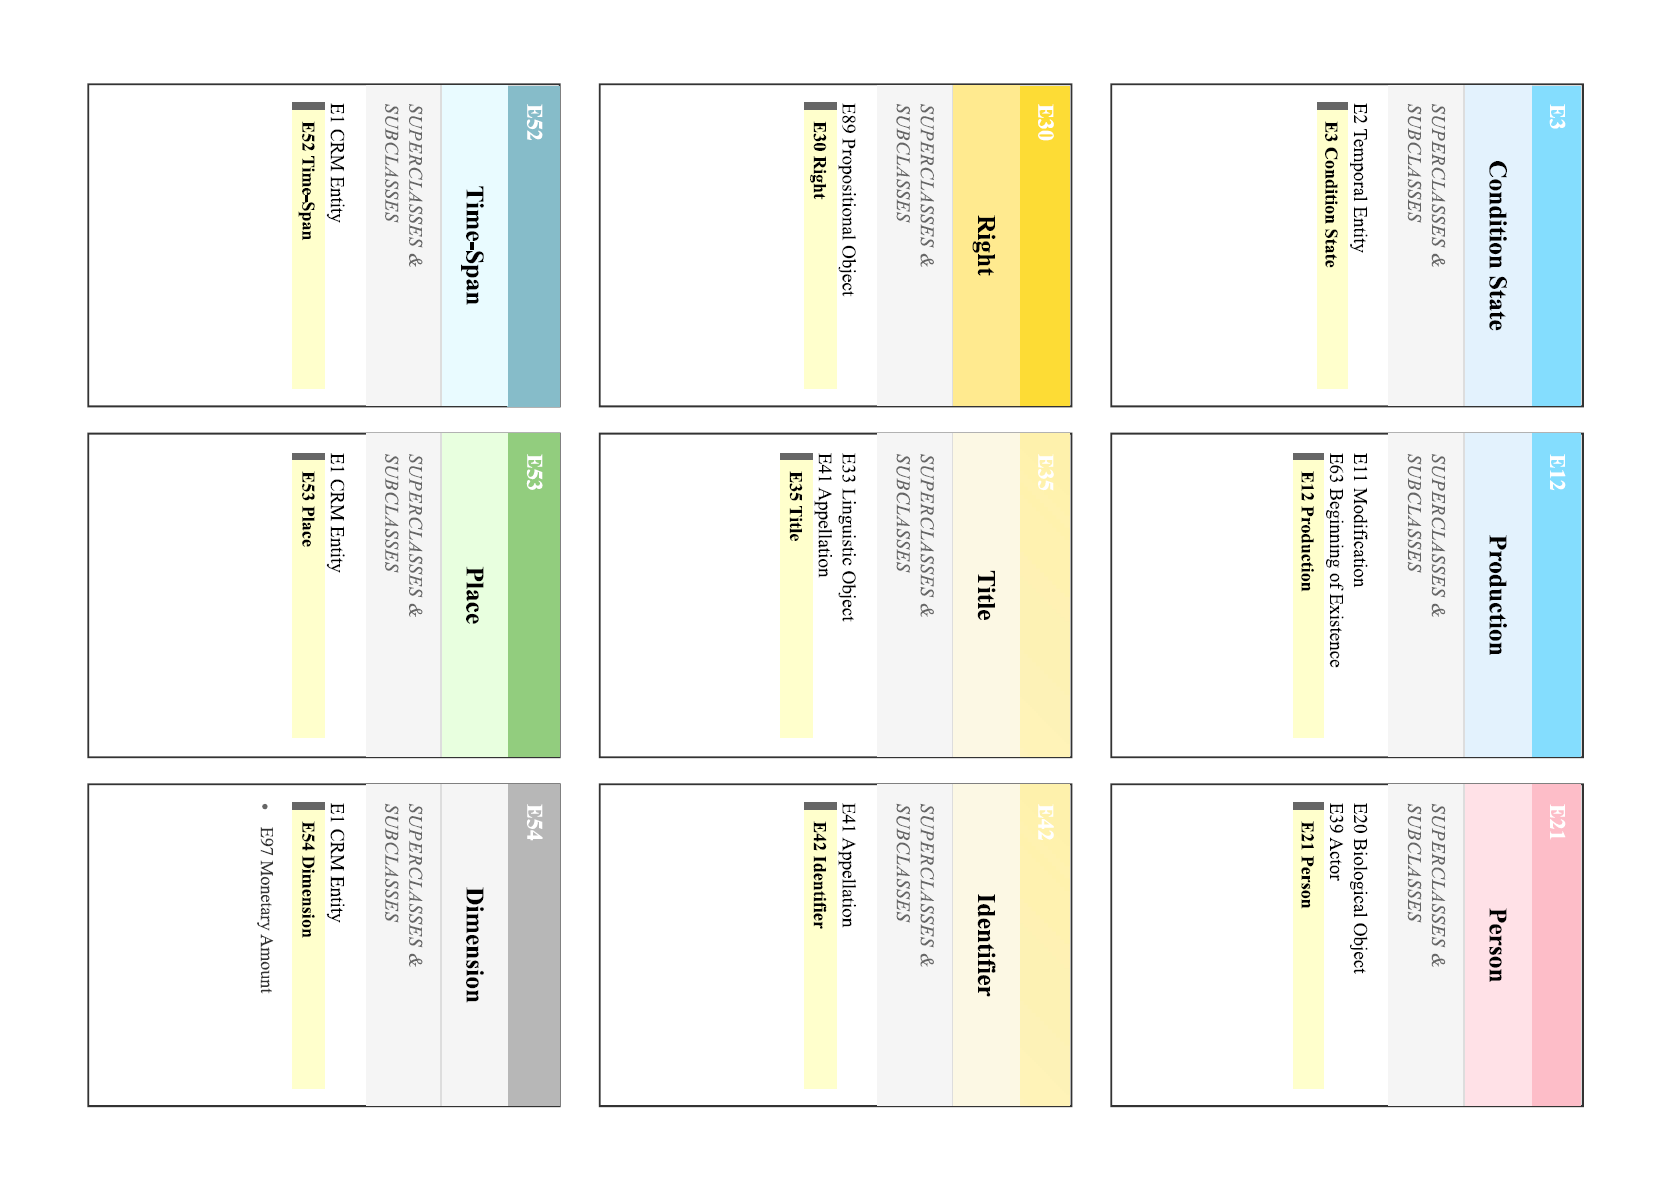 E3
Condition State
SUPERCLASSES &
SUBCLASSES
E2 Temporal Entity
E3 Condition State
E12
Production
SUPERCLASSES &
SUBCLASSES
E11 Modification
E63 Beginning of Existence
E12 Production
E21
Person
SUPERCLASSES &
SUBCLASSES
E20 Biological Object
E39 Actor
E21 Person
E30
Right
SUPERCLASSES &
SUBCLASSES
E89 Propositional Object
E30 Right
E35
Title
SUPERCLASSES &
SUBCLASSES
E33 Linguistic Object
E41 Appellation
E35 Title
E42
Identifier
SUPERCLASSES &
SUBCLASSES
E41 Appellation
E42 Identifier
E52
Time-Span
SUPERCLASSES &
SUBCLASSES
E1 CRM Entity
E52 Time-Span
E53
Place
SUPERCLASSES &
SUBCLASSES
E1 CRM Entity
E53 Place
E54
Dimension
SUPERCLASSES &
SUBCLASSES
E1 CRM Entity
E54 Dimension
• E97 Monetary Amount